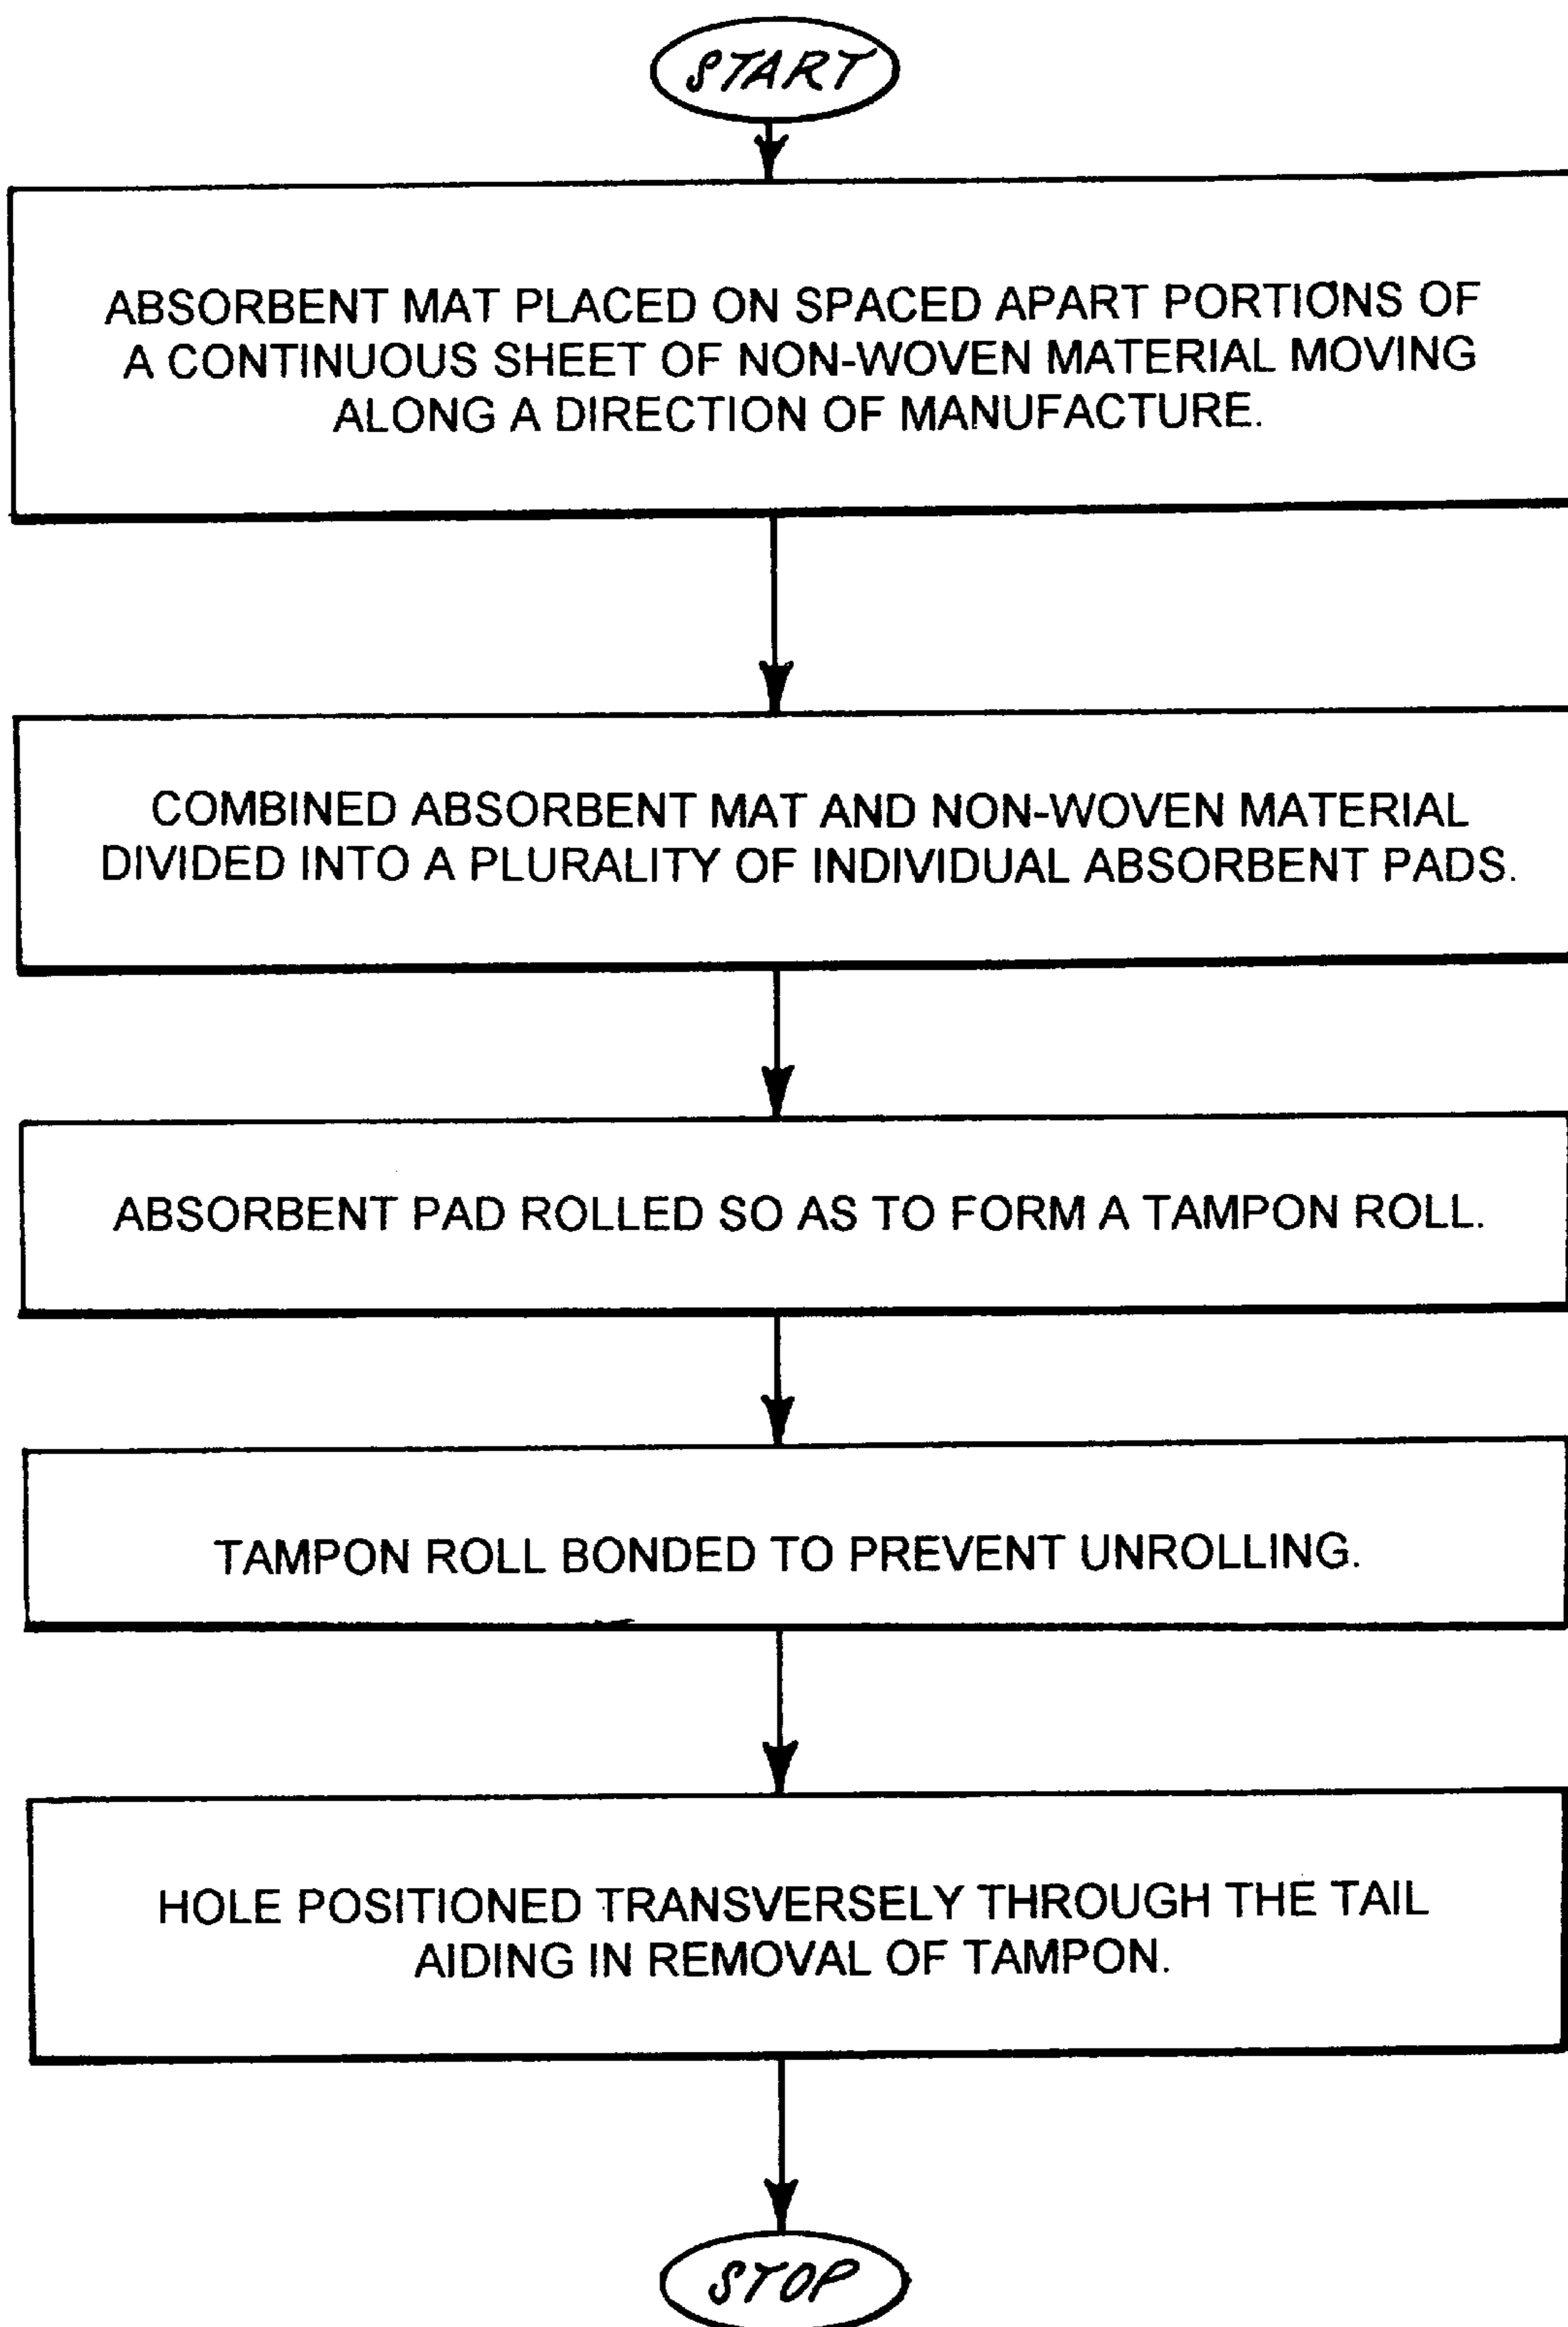 START
ABSORBENT MAT PLACED ON SPACED APART PORTIONS OF
A CONTINUOUS SHEET OF NON-WOVEN MATERIAL MOVING
ALONG A DIRECTION OF MANUFACTURE.
COMBINED ABSORBENT MAT AND NON-WOVEN MATERIAL
DIVIDED INTO A PLURALITY OF INDIVIDUAL ABSORBENT PADS.
ABSORBENT PAD ROLLED SO AS TO FORM A TAMPON ROLL.
TAMPON ROLL BONDED TO PREVENT UNROLLING.
HOLE POSITIONED TRANSVERSELY THROUGH THE TAIL
AIDING IN REMOVAL OF TAMPON.
STOP